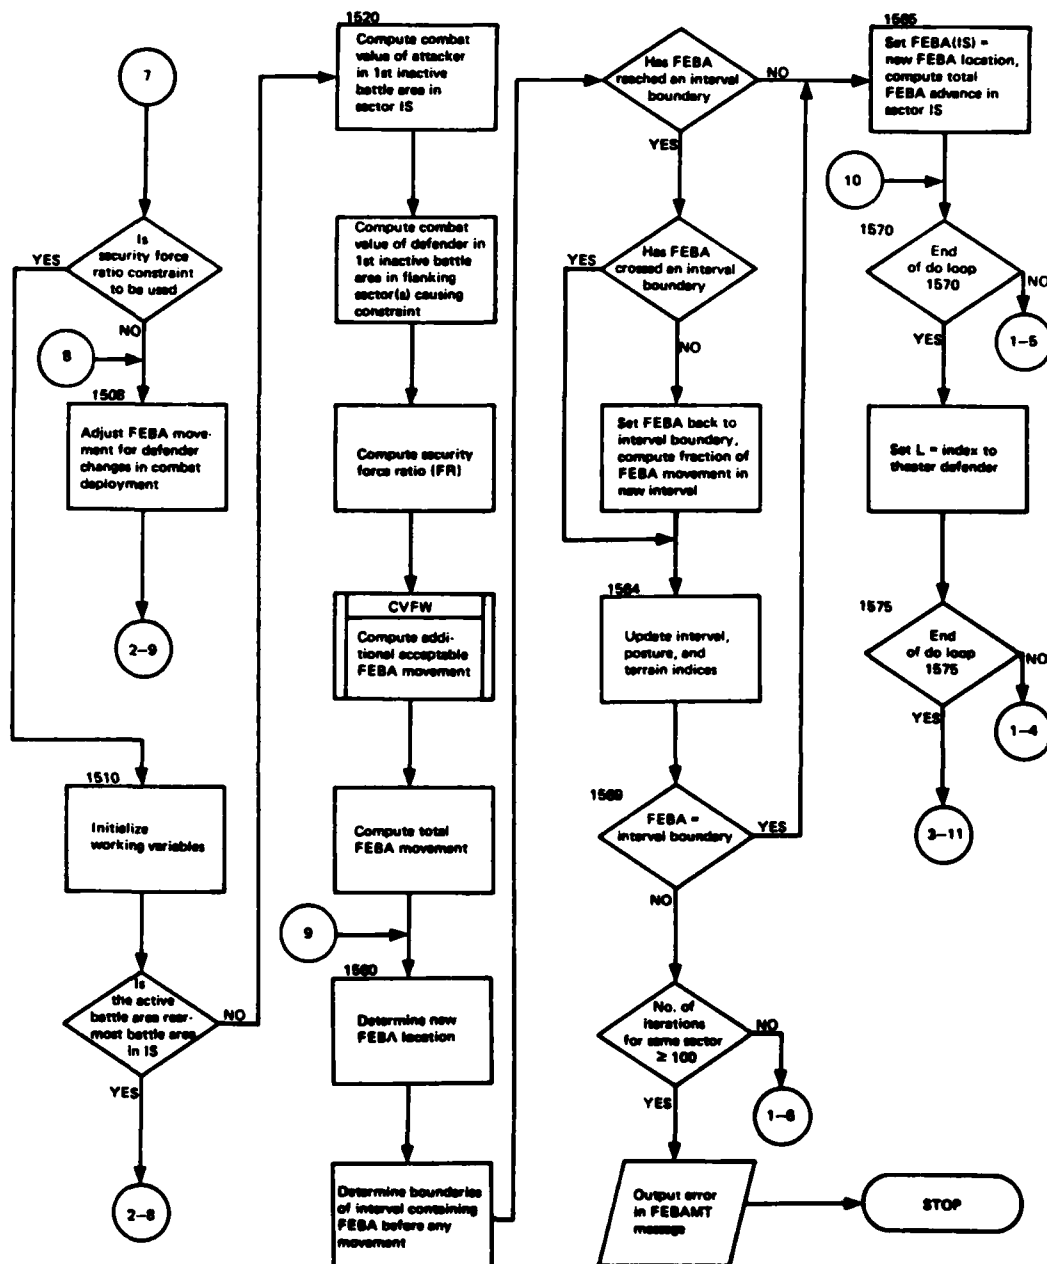 7
Is
security force
ratio constraint
to be used
YES
NO
8
1508
Adjust FEBA move-
ment for defender
changes in combat
deployment
2-9
1510
Initialize
working variables
Is
the active
battle area rear-
most battle area
in IS
NO
YES
2-8
1520
Compute combat
value of attacker
in 1st inactive
battle area in
sector IS
Compute combat
value of defender in
1st inactive battle
area in flanking
sector(s) causing
constraint
Compute security
force ratio (FR)
CVFW
Compute addi-
tional acceptable
FEBA movement
Compute total
FEBA movement
9
1560
Determine new
FEBA location
Determine boundaries
of interval containing
FEBA before any
movement
Has FEBA
reached an interval
boundary
NO
YES
Has FEBA
crossed an interval
boundary
YES
NO
Set FEBA back to
interval boundary,
compute fraction of
FEBA movement in
new interval
1564
Update interval,
posture, and
terrain indices
1569
FEBA =
interval boundary
YES
NO
No. of
iterations
for same sector
≥ 100
NO
YES
1-6
Output error
in FEBAMT
message
STOP
1565
Set FEBA(IS) =
new FEBA location,
compute total
FEBA advance in
sector IS
10
1570
End
of do loop
1570
NO
YES
1-5
Set L = index to
theater defender
1575
End
of do loop
1575
NO
YES
1-4
3-11